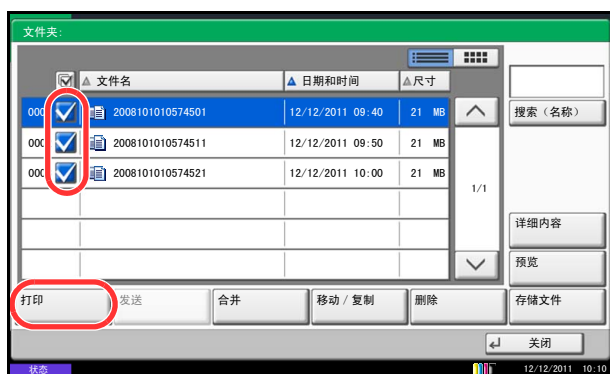 文件夹:
文件名 日期和时间 尺寸
2008101010574501 12/12/2011 09:40 21 MB 搜索（名称）
2008101010574511 12/12/2011 09:50 21 MB
2008101010574521 12/12/2011 10:00 21 MB
1/1
详细内容
预览
打印 发送 合并 移动 / 复制 删除 存储文件
关闭
状态 12/12/2011 10:10